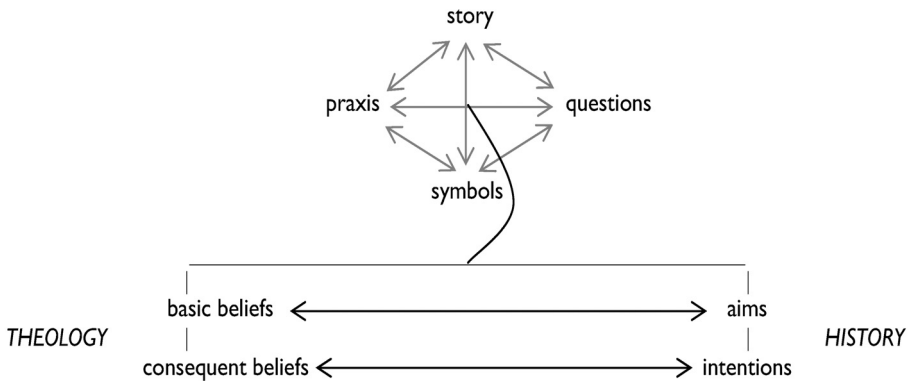 story
praxis
questions
symbols
basic beliefs
aims
THEOLOGY
HISTORY
consequent beliefs
intentions